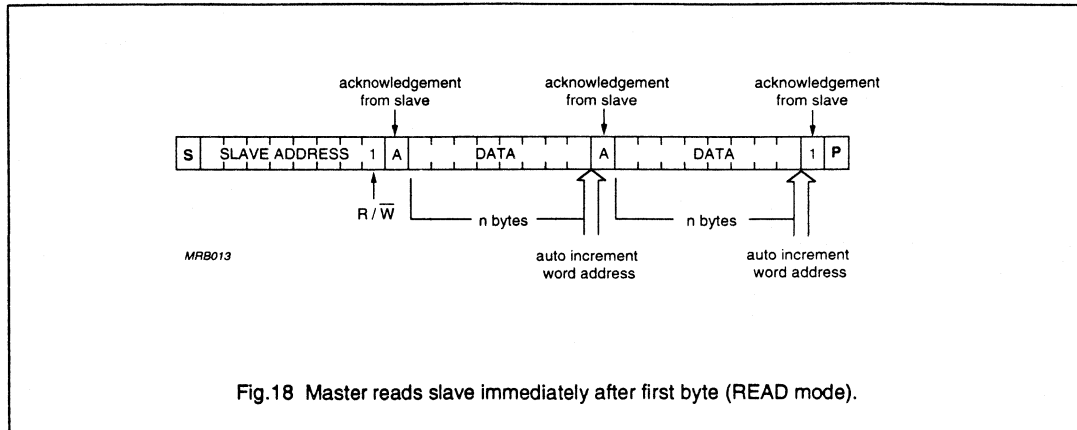 acknowledgement
from slave
acknowledgement
from slave
acknowledgement
from slave
S SLAVE ADDRESS 1 A DATA A DATA 1 P
R / W̅
n bytes
n bytes
auto increment
word address
auto increment
word address
MRB013
Fig.18 Master reads slave immediately after first byte (READ mode).